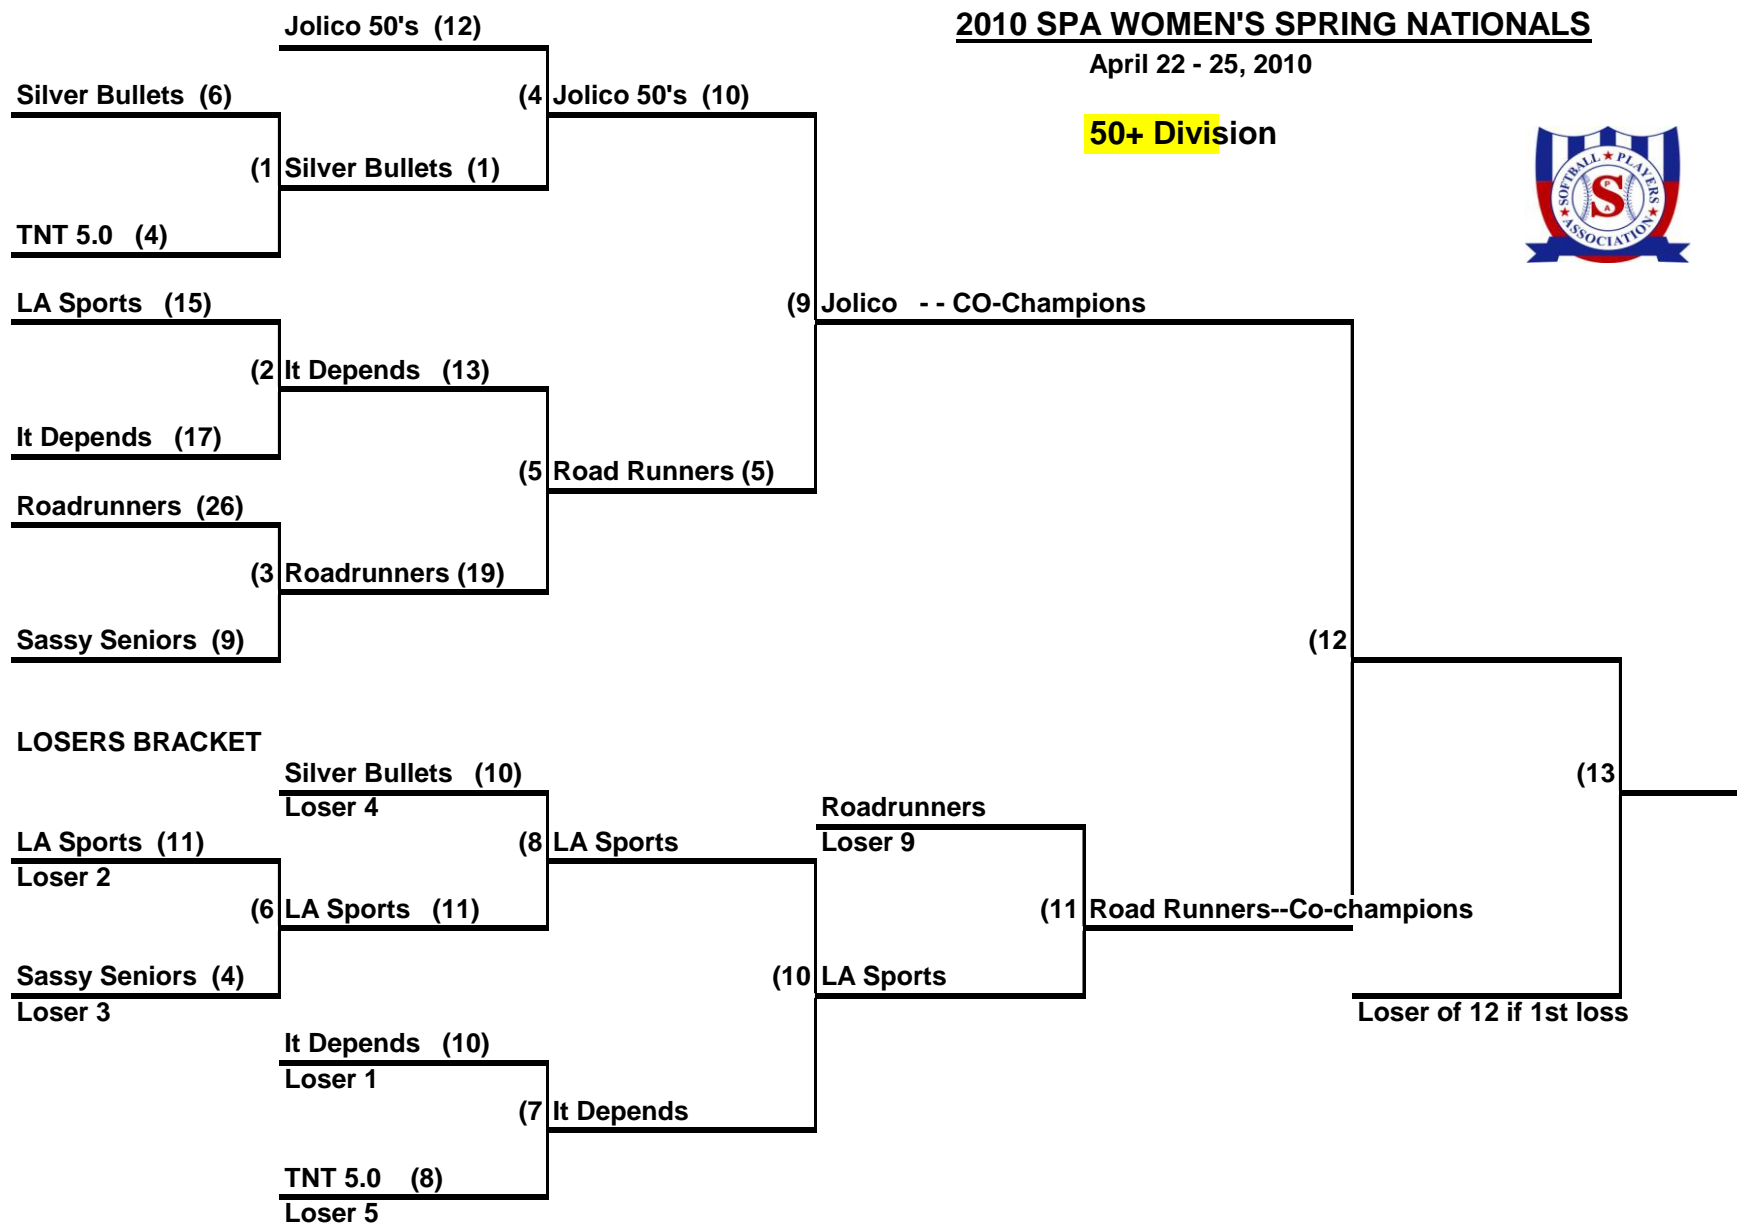 Jolico 50's (12)
2010 SPA WOMEN'S SPRING NATIONALS
April 22 - 25, 2010
Silver Bullets (6)
(4 Jolico 50's (10)
50+ Division
(1 Silver Bullets (1)
TNT 5.0 (4)
SOFTBALL ★ PLAYERS
★ ASSOCIATION ★
P
S
A
LA Sports (15)
(9 Jolico - - CO-Champions
(2 It Depends (13)
It Depends (17)
(5 Road Runners (5)
Roadrunners (26)
(3 Roadrunners (19)
Sassy Seniors (9)
(12
LOSERS BRACKET
Silver Bullets (10)
(13
Loser 4
Roadrunners
LA Sports (11)
(8 LA Sports
Loser 9
Loser 2
(6 LA Sports (11)
(11 Road Runners--Co-champions
Sassy Seniors (4)
(10 LA Sports
Loser 3
Loser of 12 if 1st loss
It Depends (10)
Loser 1
(7 It Depends
TNT 5.0 (8)
Loser 5